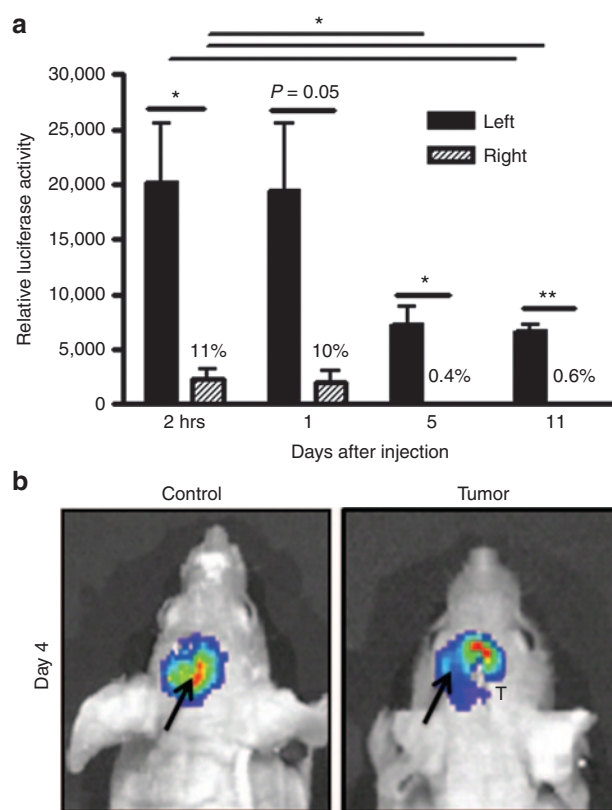 a
*
30,000
25,000
20,000
15,000
10,000
5,000
0
Relative luciferase activity
*
P = 0.05
Left
Right
*
**
11%
10%
0.4%
0.6%
2 hrs
1
5
11
Days after injection
b
Control
Tumor
Day 4
T